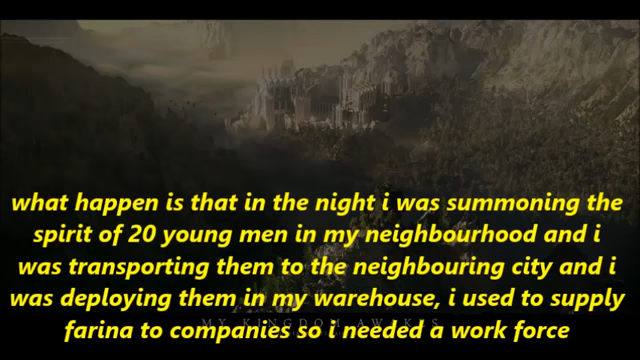 what happen is that in the night i was summoning the
spirit of 20 young men in my neighbourhood and i
was transporting them to the neighbouring city and i
was deploying them in my warehouse, i used to supply
MY KINGDOM AWAKES
farina to companies so i needed a work force